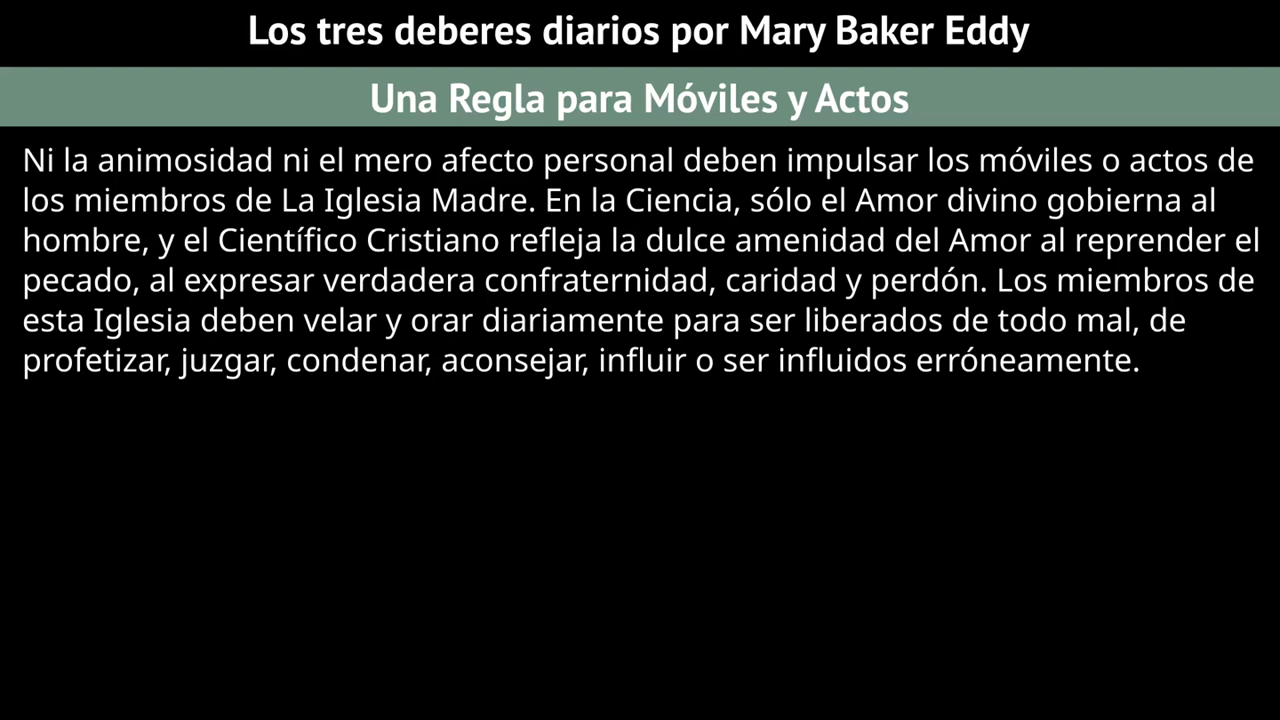 Los tres deberes diarios por Mary Baker Eddy
Una Regla para Móviles y Actos
Ni la animosidad ni el mero afecto personal deben impulsar los móviles o actos de
los miembros de La Iglesia Madre. En la Ciencia, sólo el Amor divino gobierna al
hombre, y el Científico Cristiano refleja la dulce amenidad del Amor al reprender el
pecado, al expresar verdadera confraternidad, caridad y perdón. Los miembros de
esta Iglesia deben velar y orar diariamente para ser liberados de todo mal, de
profetizar, juzgar, condenar, aconsejar, influir o ser influidos erróneamente.